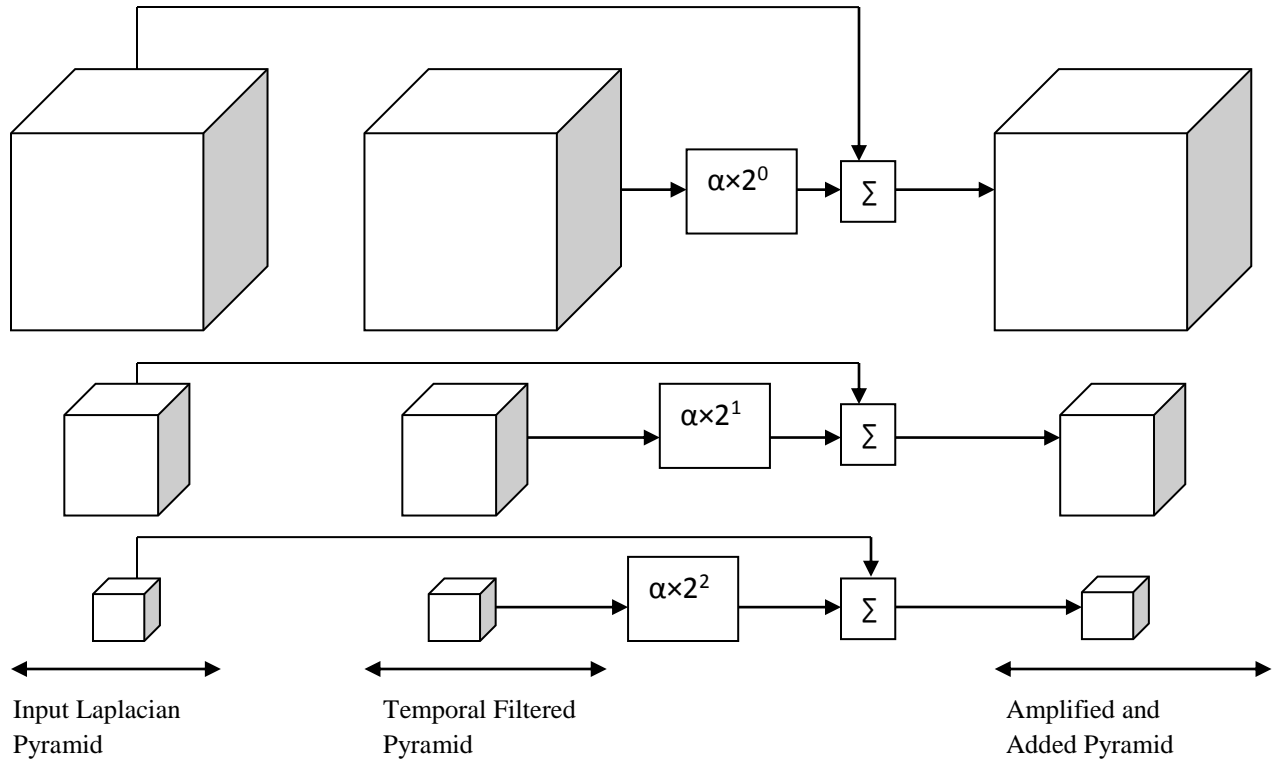 α×2⁰
∑
α×2¹
∑
α×2²
∑
Input Laplacian
Pyramid
Temporal Filtered
Pyramid
Amplified and
Added Pyramid